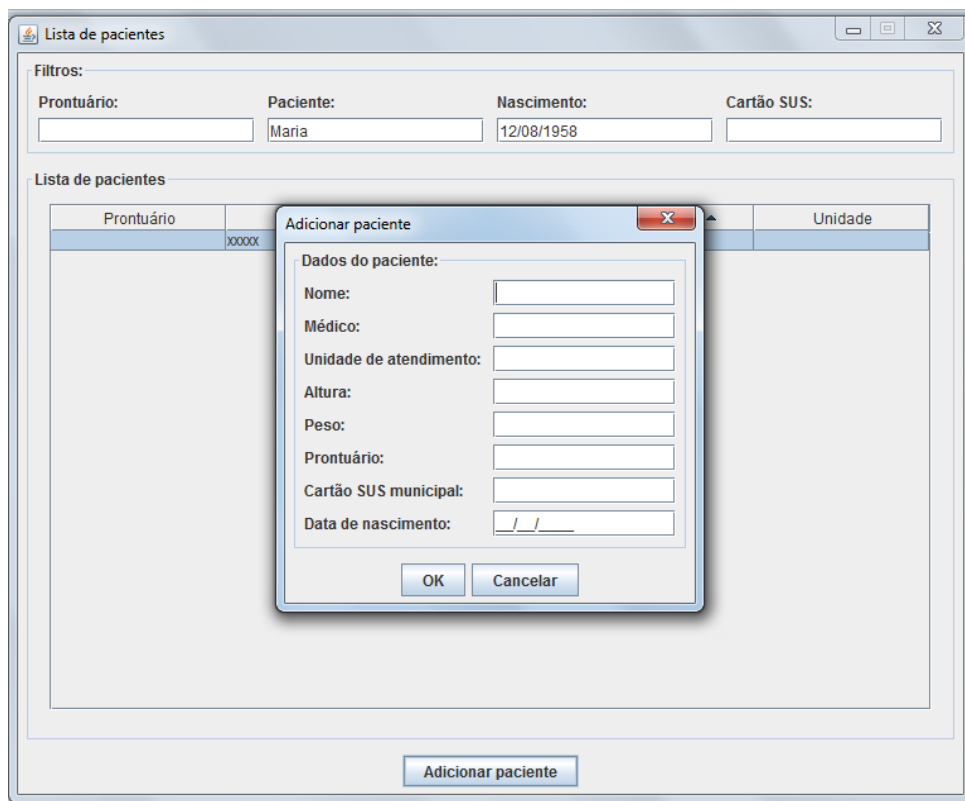 Lista de pacientes
Filtros:
Prontuário: Paciente: Nascimento: Cartão SUS:
Maria 12/08/1958
Lista de pacientes
Prontuário Unidade
xxxxx
Adicionar paciente
Dados do paciente:
Nome:
Médico:
Unidade de atendimento:
Altura:
Peso:
Prontuário:
Cartão SUS municipal:
Data de nascimento: __/__/____
OK Cancelar
Adicionar paciente